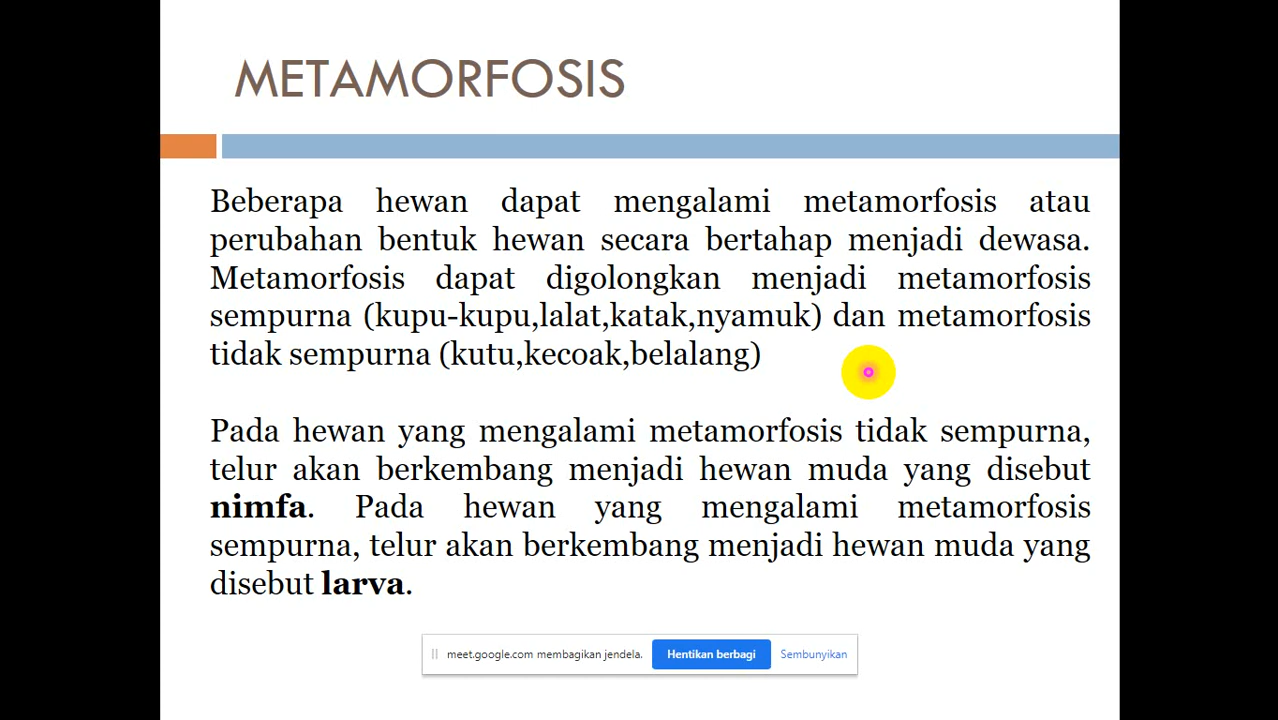 METAMORFOSIS
Beberapa hewan dapat mengalami metamorfosis atau
perubahan bentuk hewan secara bertahap menjadi dewasa.
Metamorfosis dapat digolongkan menjadi metamorfosis
sempurna (kupu-kupu,lalat,katak,nyamuk) dan metamorfosis
tidak sempurna (kutu,kecoak,belalang)
Pada hewan yang mengalami metamorfosis tidak sempurna,
telur akan berkembang menjadi hewan muda yang disebut
nimfa. Pada hewan yang mengalami metamorfosis
sempurna, telur akan berkembang menjadi hewan muda yang
disebut larva.
meet.google.com membagikan jendela. Hentikan berbagi Sembunyikan